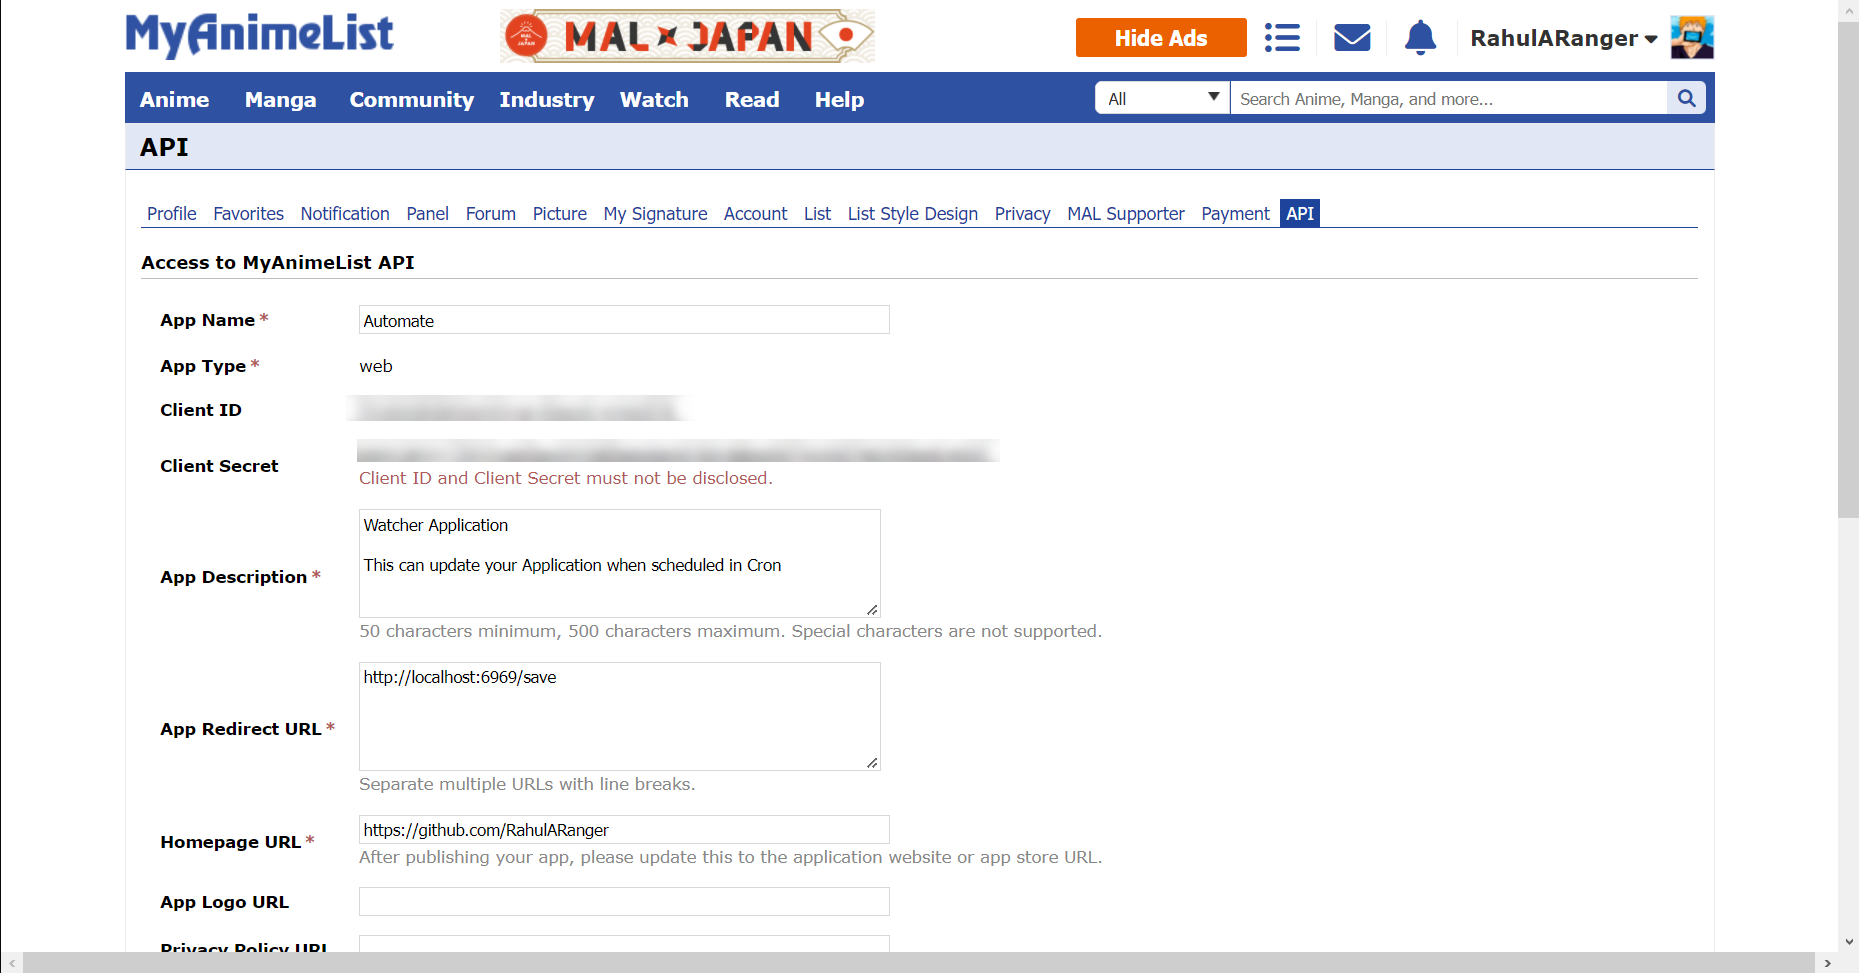 MyAnimeList
MAL x JAPAN
MAL x JAPAN
Hide Ads
RahulARanger
Anime Manga Community Industry Watch Read Help
All
Search Anime, Manga, and more...
API
Profile Favorites Notification Panel Forum Picture My Signature Account List List Style Design Privacy MAL Supporter Payment API
Access to MyAnimeList API
App Name *
Automate
App Type *
web
Client ID
Client Secret
Client ID and Client Secret must not be disclosed.
App Description *
Watcher Application
This can update your Application when scheduled in Cron
50 characters minimum, 500 characters maximum. Special characters are not supported.
App Redirect URL *
http://localhost:6969/save
Separate multiple URLs with line breaks.
Homepage URL *
https://github.com/RahulARanger
After publishing your app, please update this to the application website or app store URL.
App Logo URL
Privacy Policy URL